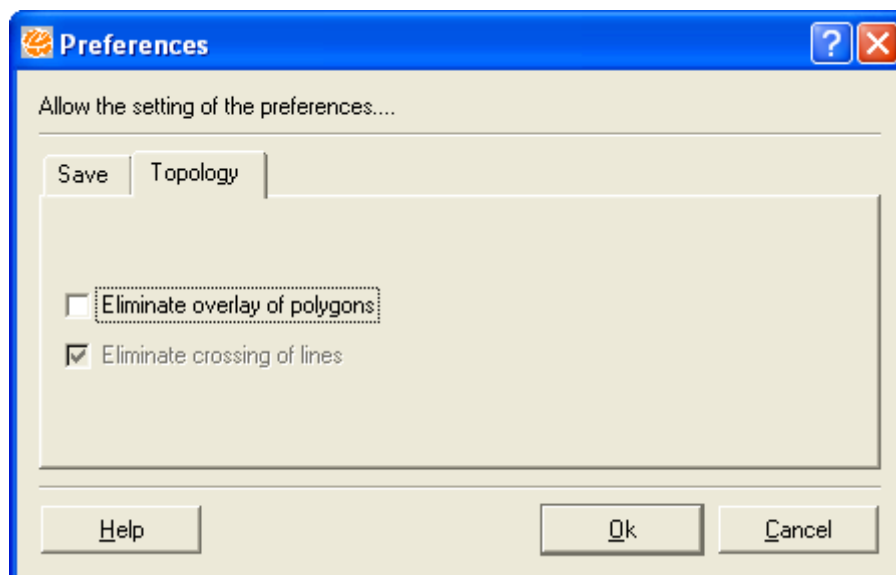 Preferences
?
Allow the setting of the preferences....
Save Topology
Eliminate overlay of polygons
Eliminate crossing of lines
Help Ok Cancel